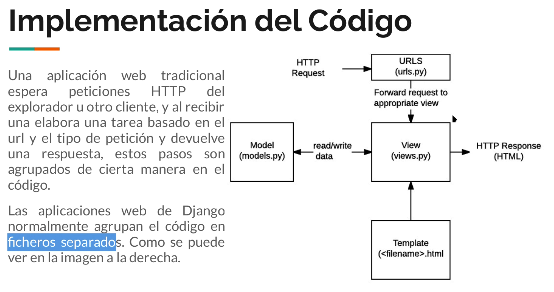 Implementación del Código
Una aplicación web tradicional
espera peticiones HTTP del
explorador u otro cliente, y al recibir
una elabora una tarea basado en el
url y el tipo de petición y devuelve
una respuesta, estos pasos son
agrupados de cierta manera en el
código.
Las aplicaciones web de Django
normalmente agrupan el código en
ficheros separados. Como se puede
ver en la imagen a la derecha.
HTTP
Request
URLS
(urls.py)
Forward request to
appropriate view
Model
(models.py)
read/write
data
View
(views.py)
HTTP Response
(HTML)
Template
(<filename>.html